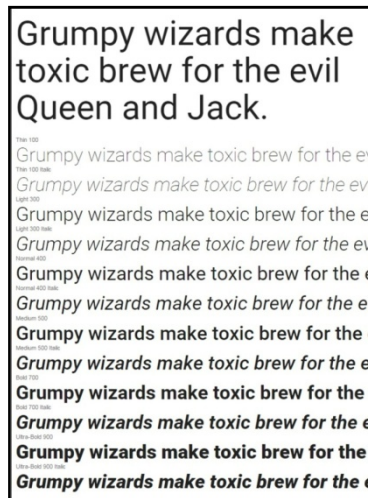 Grumpy wizards make
toxic brew for the evil
Queen and Jack.
Thin 100
Grumpy wizards make toxic brew for the ev
Thin 100 Italic
Grumpy wizards make toxic brew for the ev
Light 300
Grumpy wizards make toxic brew for the e
Light 300 Italic
Grumpy wizards make toxic brew for the ev
Normal 400
Grumpy wizards make toxic brew for the e
Normal 400 Italic
Grumpy wizards make toxic brew for the e
Medium 500
Grumpy wizards make toxic brew for the
Medium 500 Italic
Grumpy wizards make toxic brew for the e
Bold 700
Grumpy wizards make toxic brew for the
Bold 700 Italic
Grumpy wizards make toxic brew for the e
Ultra-Bold 900
Grumpy wizards make toxic brew for the
Ultra-Bold 900 Italic
Grumpy wizards make toxic brew for the e